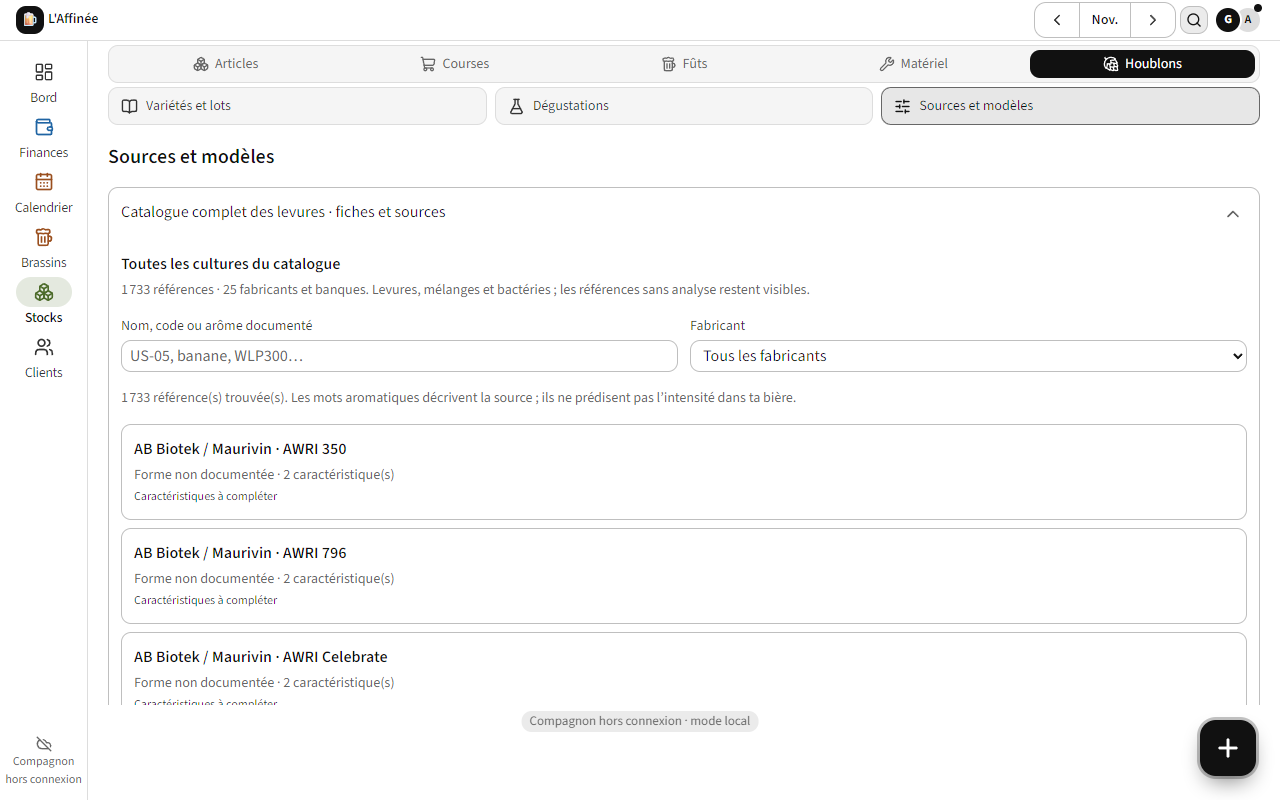 L'Affinée
Nov.
G
A
Bord
Finances
Calendrier
Brassins
Stocks
Clients
Compagnon
hors connexion
Articles
Courses
Fûts
Matériel
Houblons
Variétés et lots
Dégustations
Sources et modèles
Sources et modèles
Catalogue complet des levures · fiches et sources
Toutes les cultures du catalogue
1 733 références · 25 fabricants et banques. Levures, mélanges et bactéries ; les références sans analyse restent visibles.
Nom, code ou arôme documenté
Fabricant
US-05, banane, WLP300…
Tous les fabricants
1 733 référence(s) trouvée(s). Les mots aromatiques décrivent la source ; ils ne prédisent pas l’intensité dans ta bière.
AB Biotek / Maurivin · AWRI 350
Forme non documentée · 2 caractéristique(s)
Caractéristiques à compléter
AB Biotek / Maurivin · AWRI 796
Forme non documentée · 2 caractéristique(s)
Caractéristiques à compléter
AB Biotek / Maurivin · AWRI Celebrate
Forme non documentée · 2 caractéristique(s)
Caractéristiques à compléter
Compagnon hors connexion · mode local